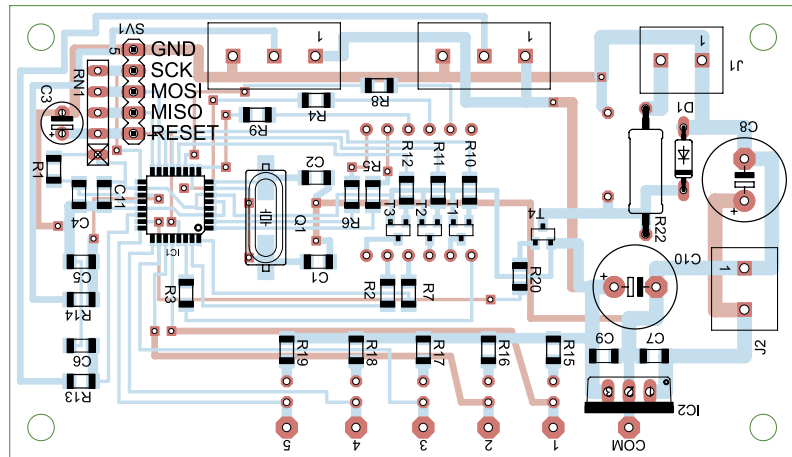 SV1
5
GND
SCK
MOSI
MISO
RESET
1
1
1
J1
RN1
C3
R8
R4
R9
D1
C8
R1
C2
R5
R12
R11
R10
C4
C11
IC1
Q1
R6
T3
T2
T1
T4
R22
C10
C5
C1
R20
1
R14
R3
R2
R7
J2
C6
R19
R18
R17
R16
R15
C9
C7
R13
IC2
5
4
3
2
1
COM